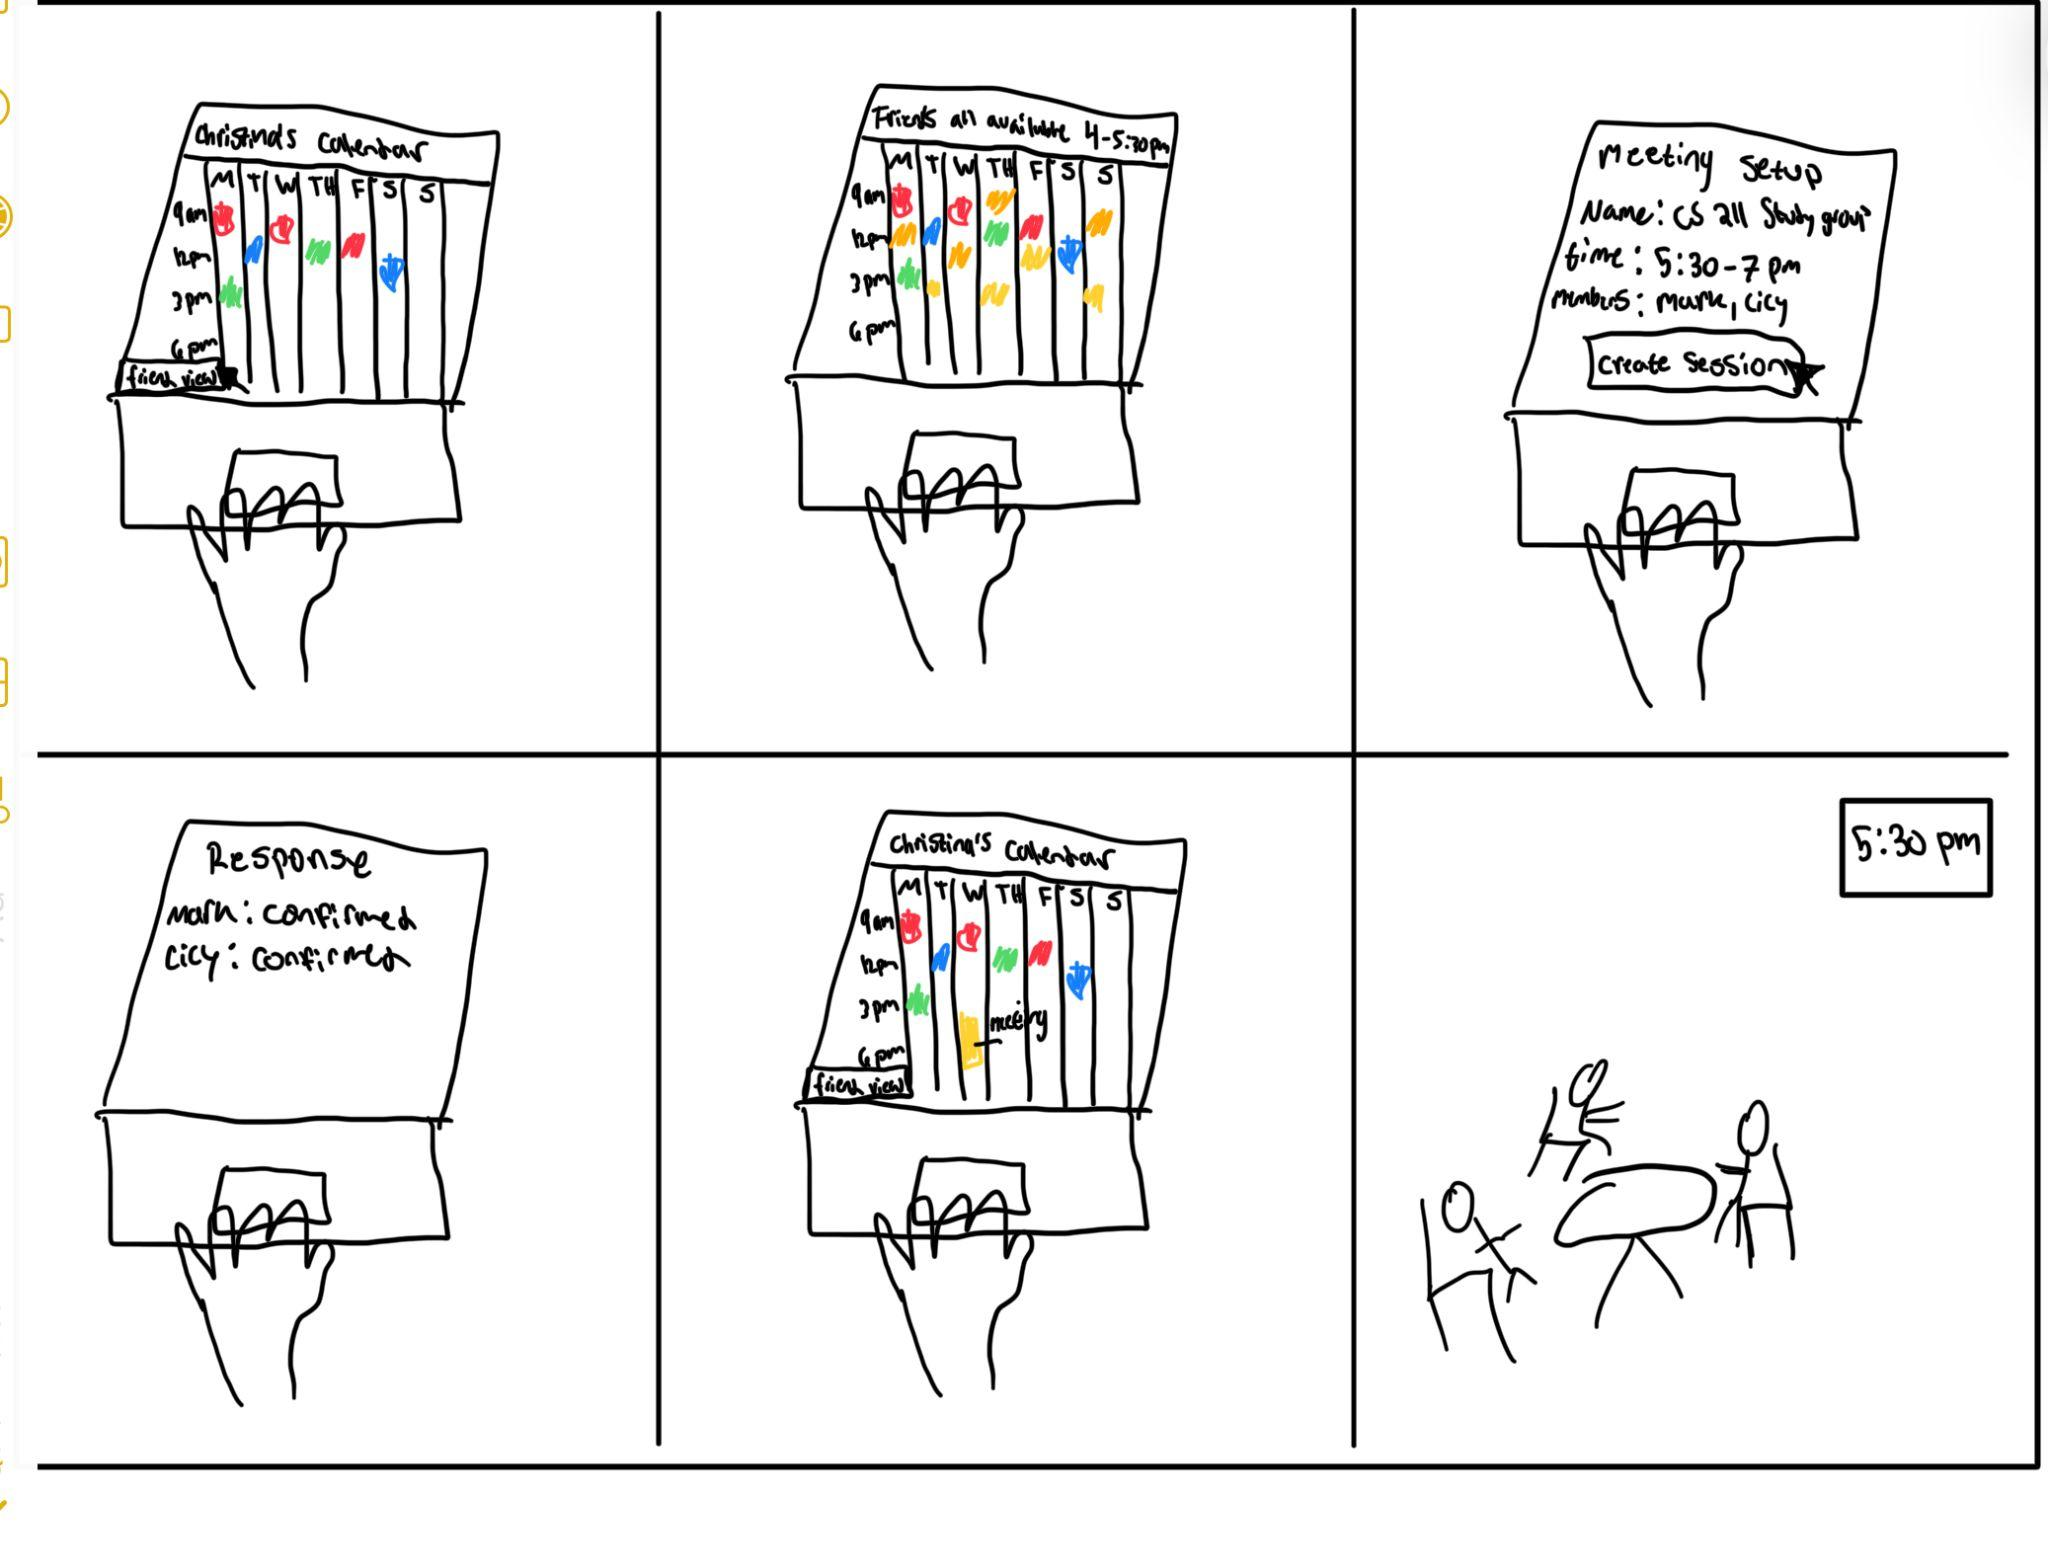 Christina's Calendar
M T W TH F S S
9am
12pm
3pm
6pm
friend view
Friends all available 4-5:30pm
M T W TH F S S
9am
12pm
3pm
6pm
Meeting Setup
Name: CS 211 Study group
time: 5:30-7pm
members: Mark, Cicy
Create Session
Response
Mark: confirmed
Cicy: confirmed
Christina's Calendar
M T W TH F S S
9am
12pm
3pm
meeting
6pm
friend view
5:30 pm